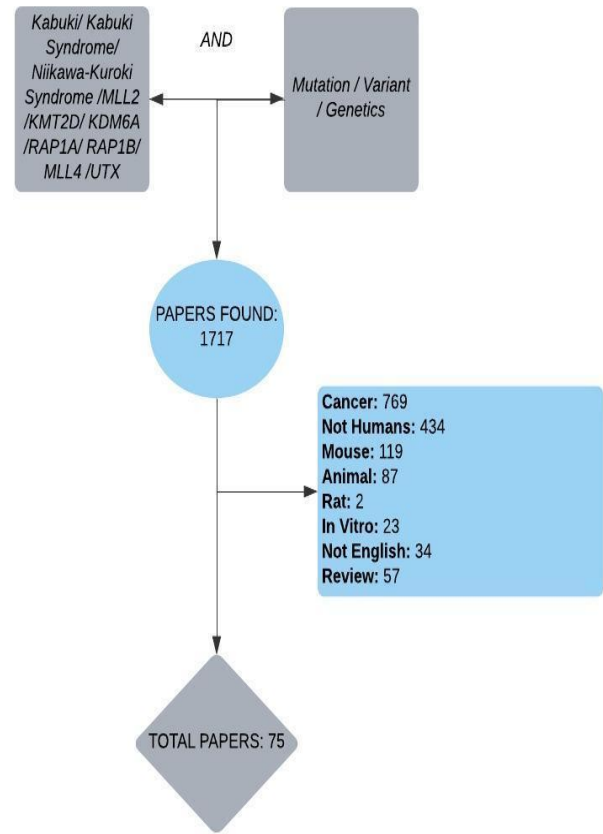 Kabuki/ Kabuki
Syndrome/
Niikawa-Kuroki
Syndrome /MLL2
/KMT2D/ KDM6A
/RAP1A/ RAP1B/
MLL4 /UTX
AND
Mutation / Variant
/ Genetics
PAPERS FOUND:
1717
Cancer: 769
Not Humans: 434
Mouse: 119
Animal: 87
Rat: 2
In Vitro: 23
Not English: 34
Review: 57
TOTAL PAPERS: 75